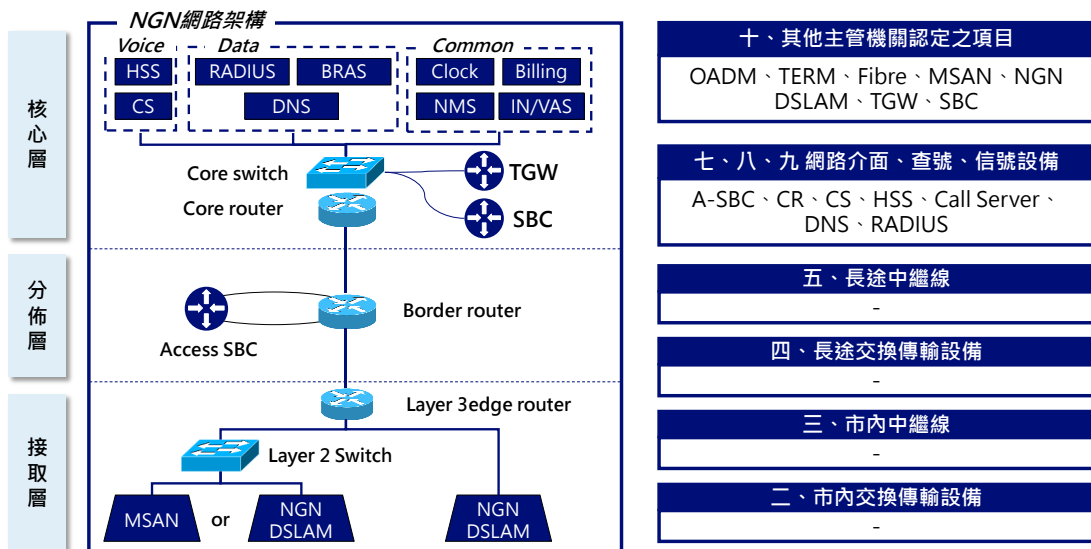 NGN網路架構
核心層
Voice
Data
Common
HSS
RADIUS
BRAS
Clock
Billing
CS
DNS
NMS
IN/VAS
Core switch
TGW
Core router
SBC
分佈層
Border router
Access SBC
接取層
Layer 3edge router
Layer 2 Switch
MSAN
or
NGN
DSLAM
NGN
DSLAM
十、其他主管機關認定之項目
OADM、TERM、Fibre、MSAN、NGN
DSLAM、TGW、SBC
七、八、九 網路介面、查號、信號設備
A-SBC、CR、CS、HSS、Call Server、
DNS、RADIUS
五、長途中繼線
-
四、長途交換傳輸設備
-
三、市內中繼線
-
二、市內交換傳輸設備
-